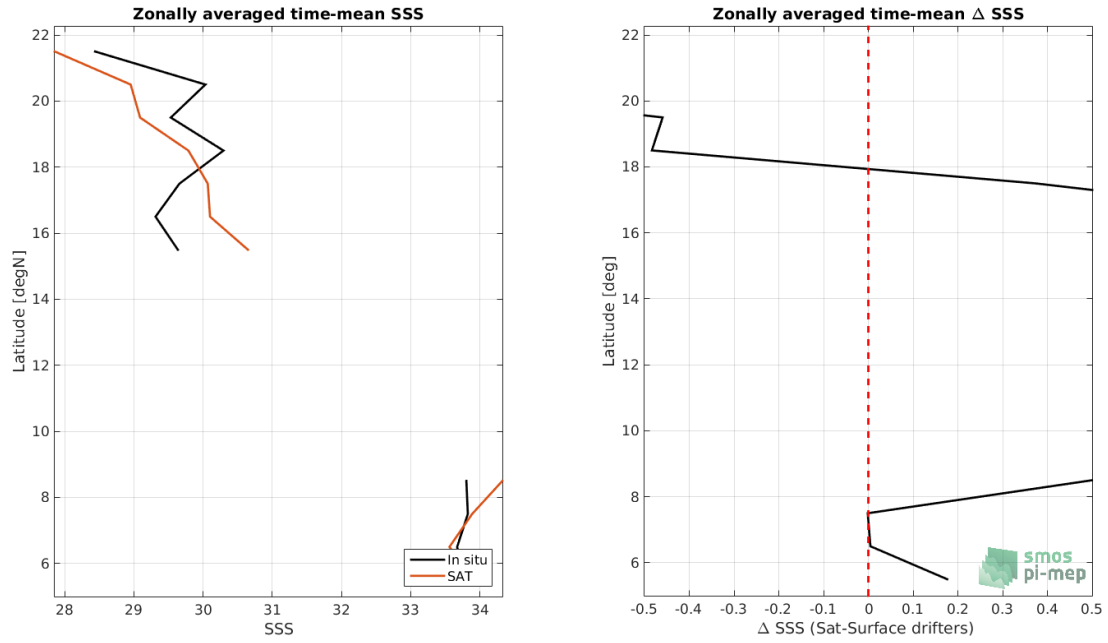 Zonally averaged time-mean SSS
22
20
18
16
14
12
10
8
6
28 29 30 31 32 33 34
Latitude [degN]
SSS
In situ
SAT
Zonally averaged time-mean Δ SSS
22
20
18
16
14
12
10
8
6
-0.5 -0.4 -0.3 -0.2 -0.1 0 0.1 0.2 0.3 0.4 0.5
Latitude [deg]
Δ SSS (Sat-Surface drifters)
smos
pi-mep